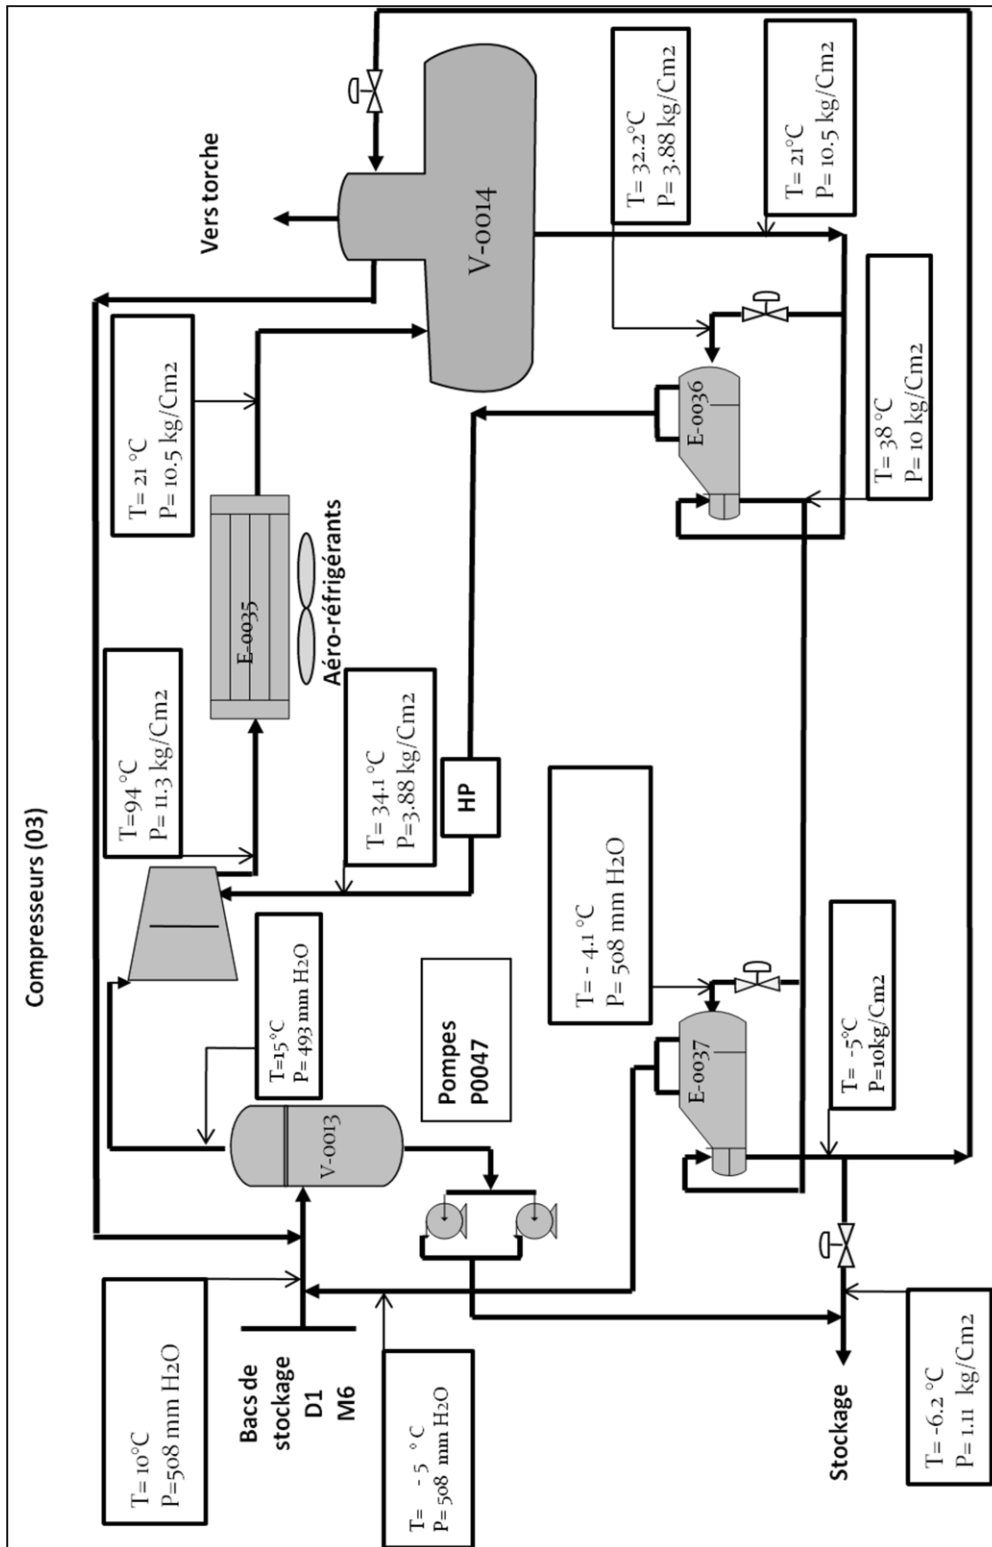 Compresseurs (03)
T= 10°C
P=508 mm H2O
Bacs de
stockage
D1
M6
T= - 5 ° C
P= 508 mm H2O
T=15°C
P= 493 mm H2O
V-0013
Pompes
P0047
T=94 °C
P= 11.3 kg/Cm2
E-0035
Aéro-réfrigérants
T= 21 °C
P= 10.5 kg/Cm2
Vers torche
V-0014
T= 34.1 °C
P=3.88 kg/Cm2
HP
T= 32.2°C
P= 3.88 kg/Cm2
T= 21°C
P= 10.5 kg/Cm2
E-0036
T= 38 °C
P= 10 kg/Cm2
T= - 4.1 °C
P= 508 mm H2O
E-0037
T= -5°C
P=10kg/Cm2
Stockage
T= -6.2 °C
P= 1.11 kg/Cm2